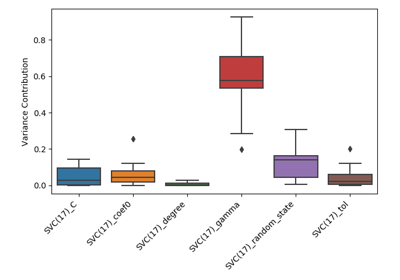 Variance Contribution
0.8
0.6
0.4
0.2
0.0
SVC(17)_C
SVC(17)_coef0
SVC(17)_degree
SVC(17)_gamma
SVC(17)_random_state
SVC(17)_tol